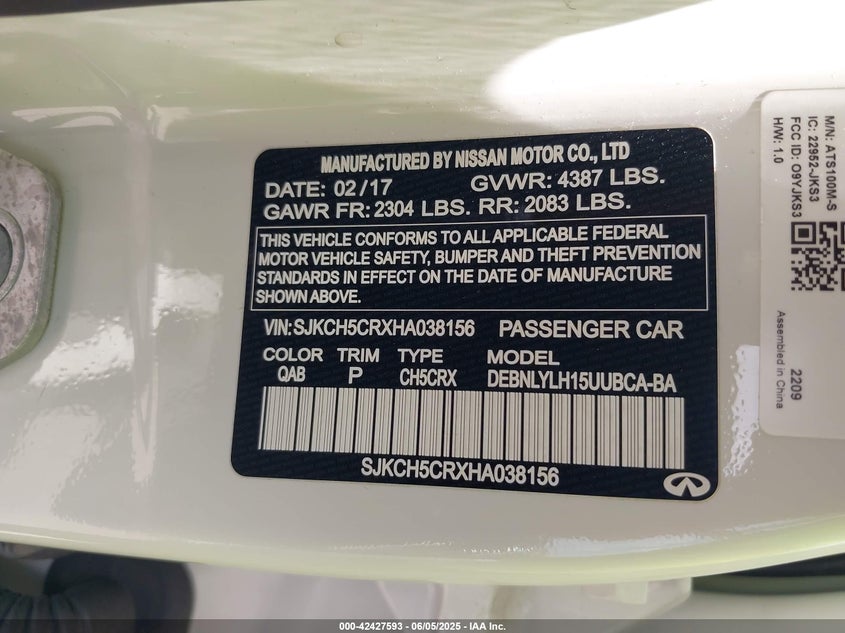 MANUFACTURED BY NISSAN MOTOR CO., LTD
DATE: 02 /17 GVWR: 4387 LBS.
GAWR FR: 2304 LBS. RR: 2083 LBS.
THIS VEHICLE CONFORMS TO ALL APPLICABLE FEDERAL
MOTOR VEHICLE SAFETY, BUMPER AND THEFT PREVENTION
STANDARDS IN EFFECT ON THE DATE OF MANUFACTURE
SHOWN ABOVE.
VIN:SJKCH5CRXHA038156 PASSENGER CAR
COLOR TRIM TYPE MODEL
QAB P CH5CRX DEBNLYLH15UUBCA-BA
SJKCH5CRXHA038156
M/N: ATS100M-S
IC: 22952-JKS3
FCC ID: O9YJKS3
H/W: 1.0
Assembled in China
2209
000-42427593 - 06/05/2025 - IAA Inc.